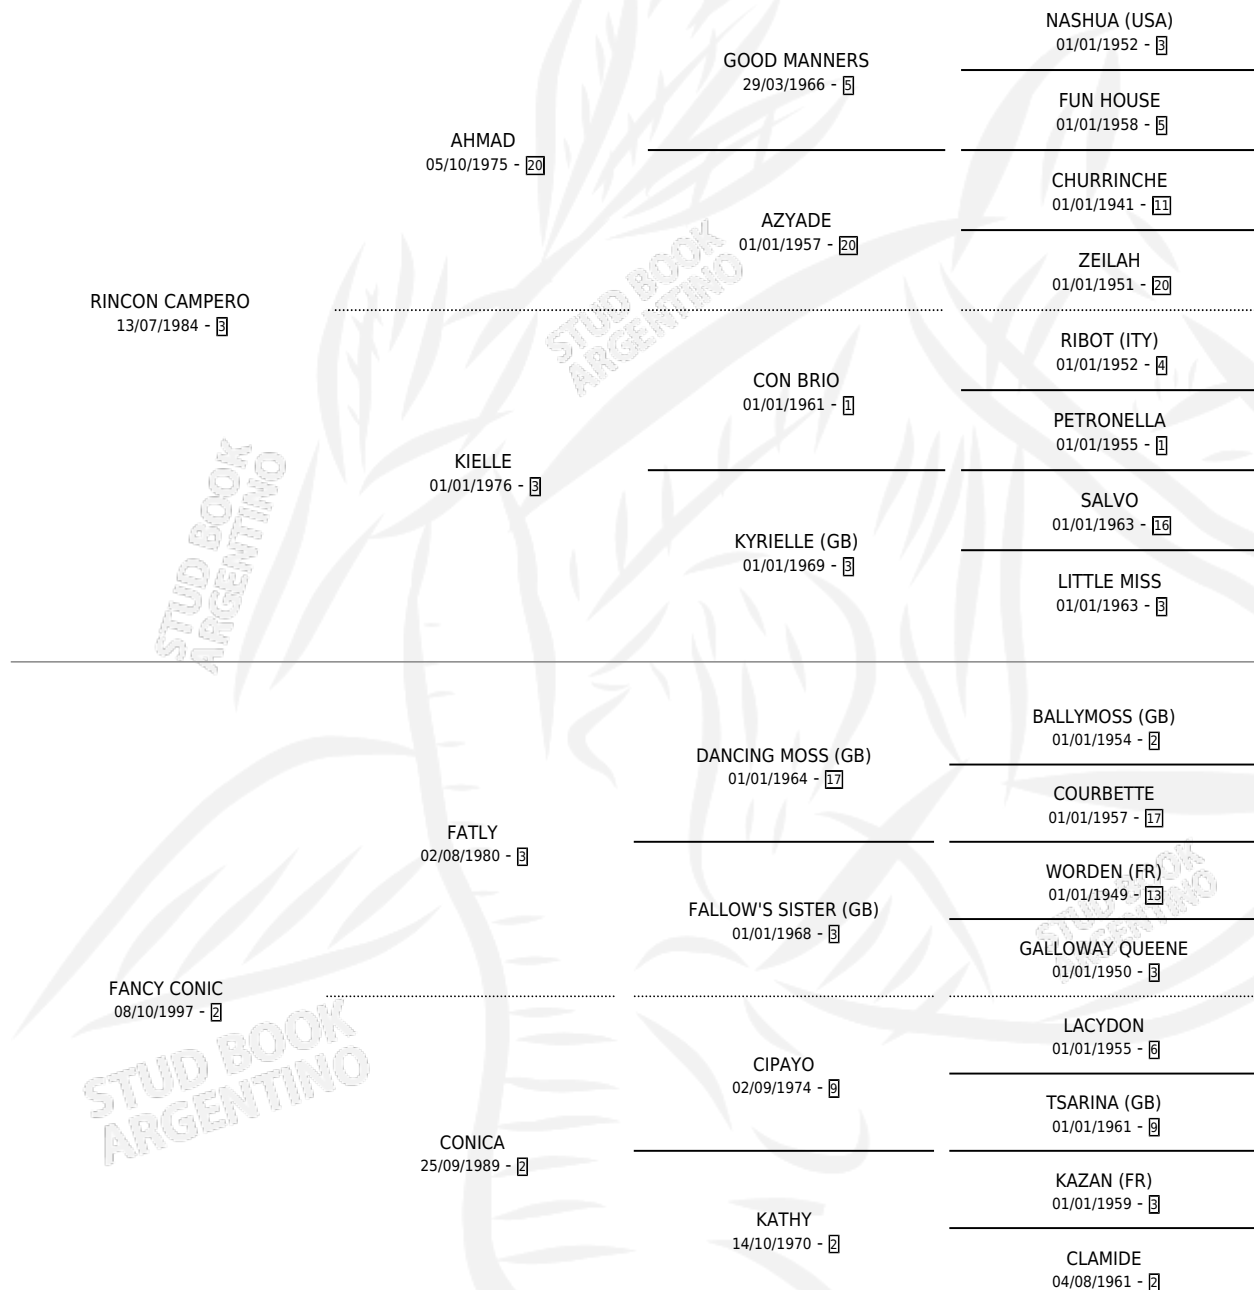 NASHUA (USA)
01/01/1952 - 3
GOOD MANNERS
29/03/1966 - 5
FUN HOUSE
01/01/1958 - 5
AHMAD
05/10/1975 - 20
CHURRINCHE
01/01/1941 - 11
AZYADE
01/01/1957 - 20
ZEILAH
01/01/1951 - 20
RINCON CAMPERO
13/07/1984 - 3
RIBOT (ITY)
01/01/1952 - 4
CON BRIO
01/01/1961 - 1
PETRONELLA
01/01/1955 - 1
KIELLE
01/01/1976 - 3
SALVO
01/01/1963 - 16
KYRIELLE (GB)
01/01/1969 - 3
LITTLE MISS
01/01/1963 - 3
BALLYMOSS (GB)
01/01/1954 - 2
DANCING MOSS (GB)
01/01/1964 - 17
COURBETTE
01/01/1957 - 17
FATLY
02/08/1980 - 3
WORDEN (FR)
01/01/1949 - 13
FALLOW'S SISTER (GB)
01/01/1968 - 3
GALLOWAY QUEENE
01/01/1950 - 3
FANCY CONIC
08/10/1997 - 2
LACYDON
01/01/1955 - 6
CIPAYO
02/09/1974 - 9
TSARINA (GB)
01/01/1961 - 9
CONICA
25/09/1989 - 2
KAZAN (FR)
01/01/1959 - 3
KATHY
14/10/1970 - 2
CLAMIDE
04/08/1961 - 2
STUD BOOK
ARGENTINO
STUD BOOK
ARGENTINO
STUD BOOK
ARGENTINO
STUD BOOK
ARGENTINO